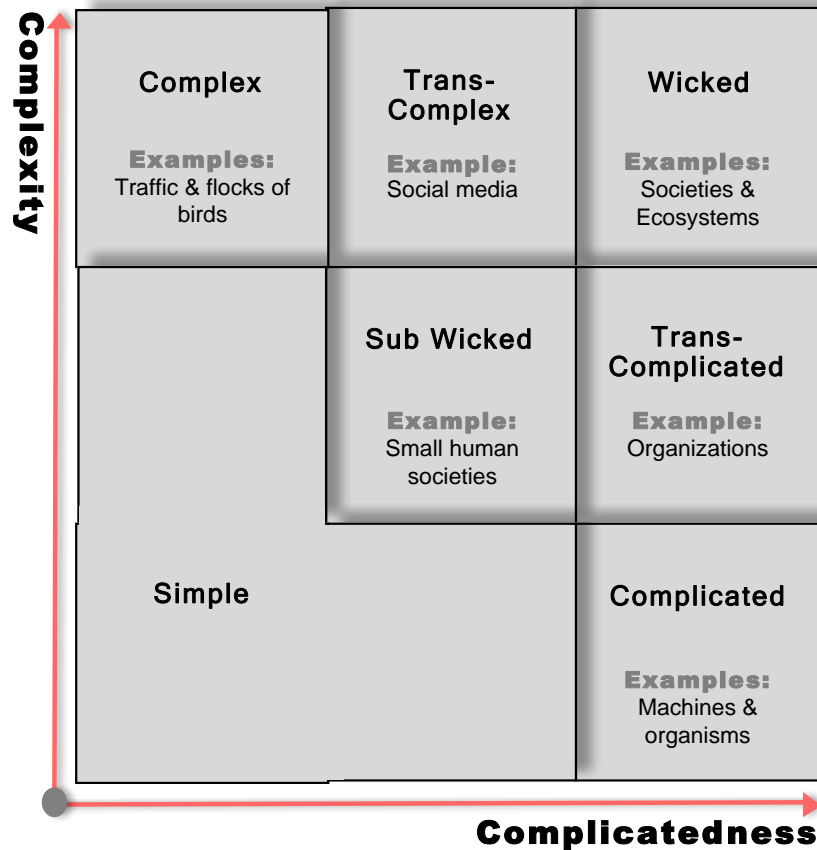 Complexity
Complex
Examples:
Traffic & flocks of
birds
Trans-
Complex
Example:
Social media
Wicked
Examples:
Societies &
Ecosystems
Sub Wicked
Example:
Small human
societies
Trans-
Complicated
Example:
Organizations
Simple
Complicated
Examples:
Machines &
organisms
Complicatedness